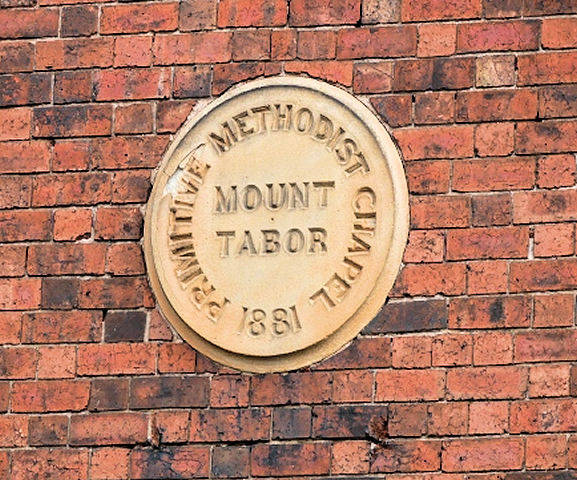 PRIMITIVE METHODIST CHAPEL
MOUNT
TABOR
1881